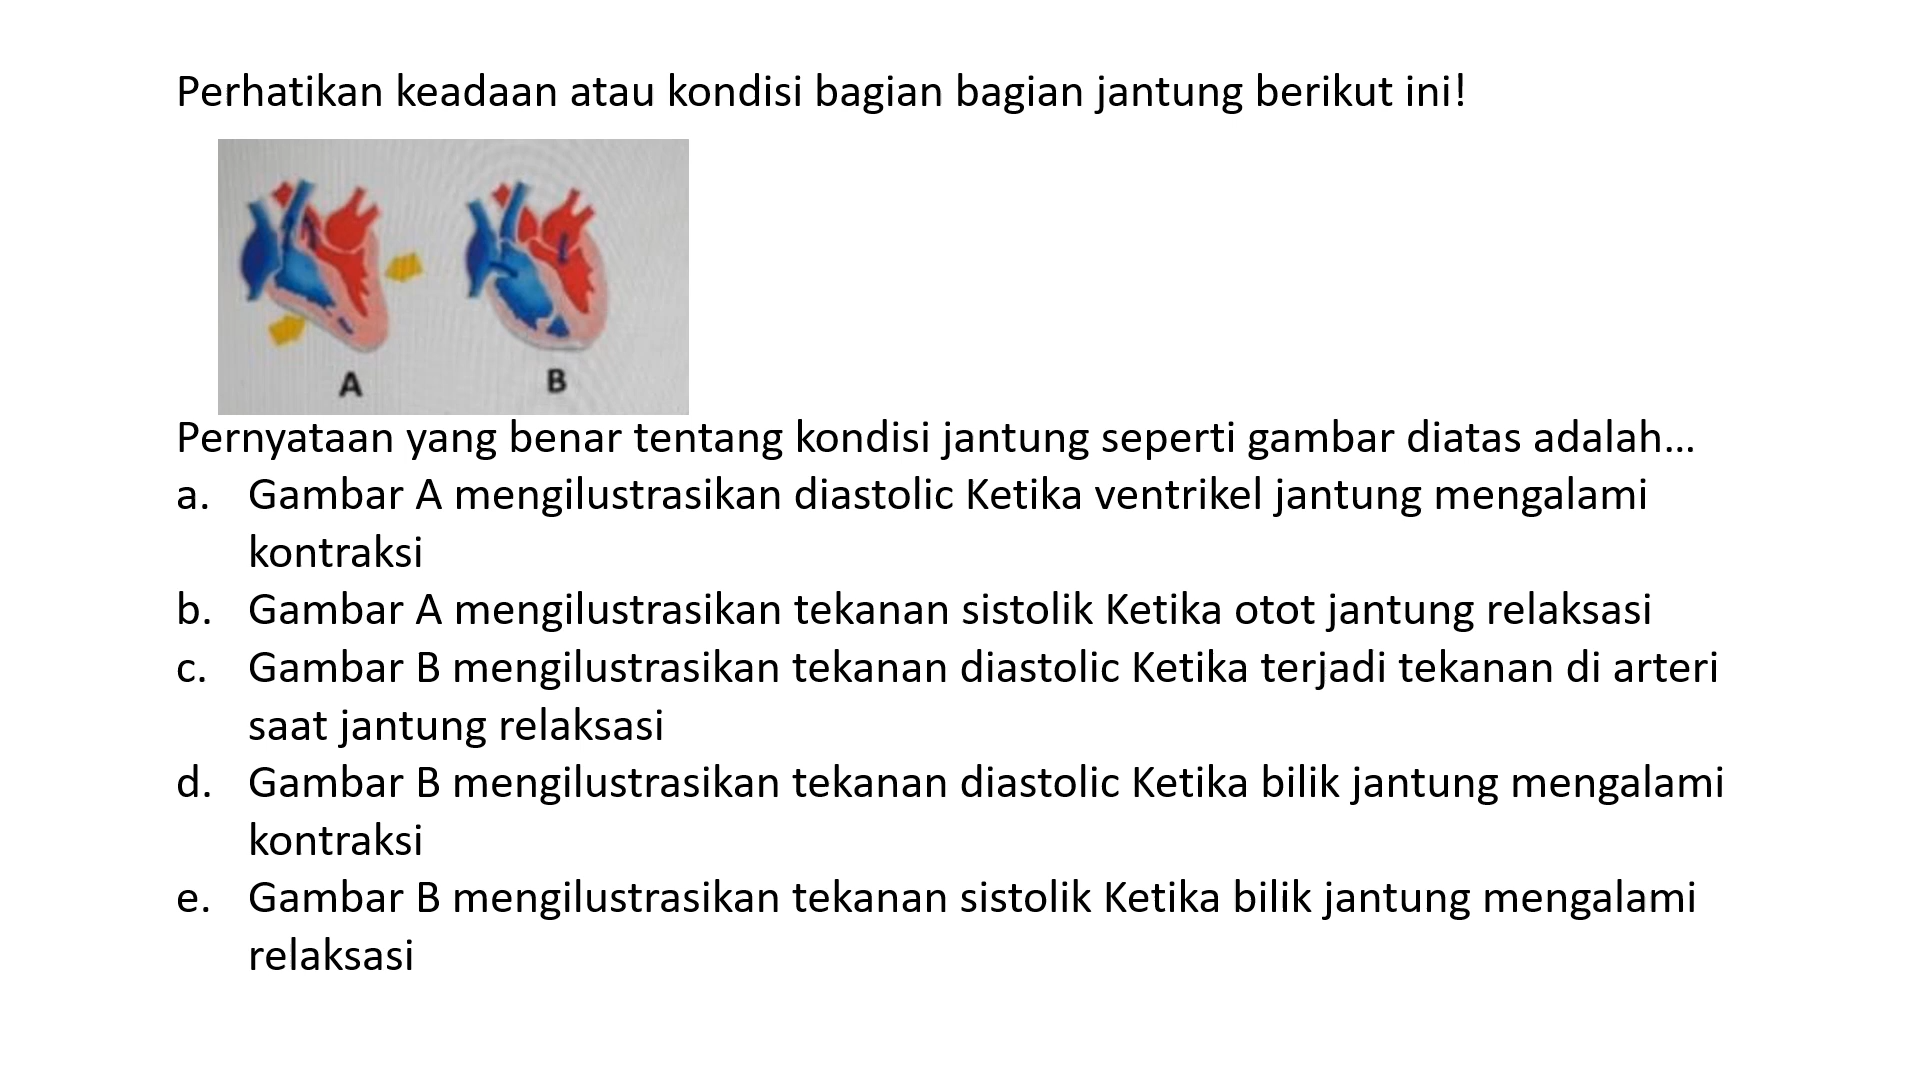 Perhatikan keadaan atau kondisi bagian bagian jantung berikut ini!
A
B
Pernyataan yang benar tentang kondisi jantung seperti gambar diatas adalah...
a. Gambar A mengilustrasikan diastolic Ketika ventrikel jantung mengalami
kontraksi
b. Gambar A mengilustrasikan tekanan sistolik Ketika otot jantung relaksasi
c. Gambar B mengilustrasikan tekanan diastolic Ketika terjadi tekanan di arteri
saat jantung relaksasi
d. Gambar B mengilustrasikan tekanan diastolic Ketika bilik jantung mengalami
kontraksi
e. Gambar B mengilustrasikan tekanan sistolik Ketika bilik jantung mengalami
relaksasi